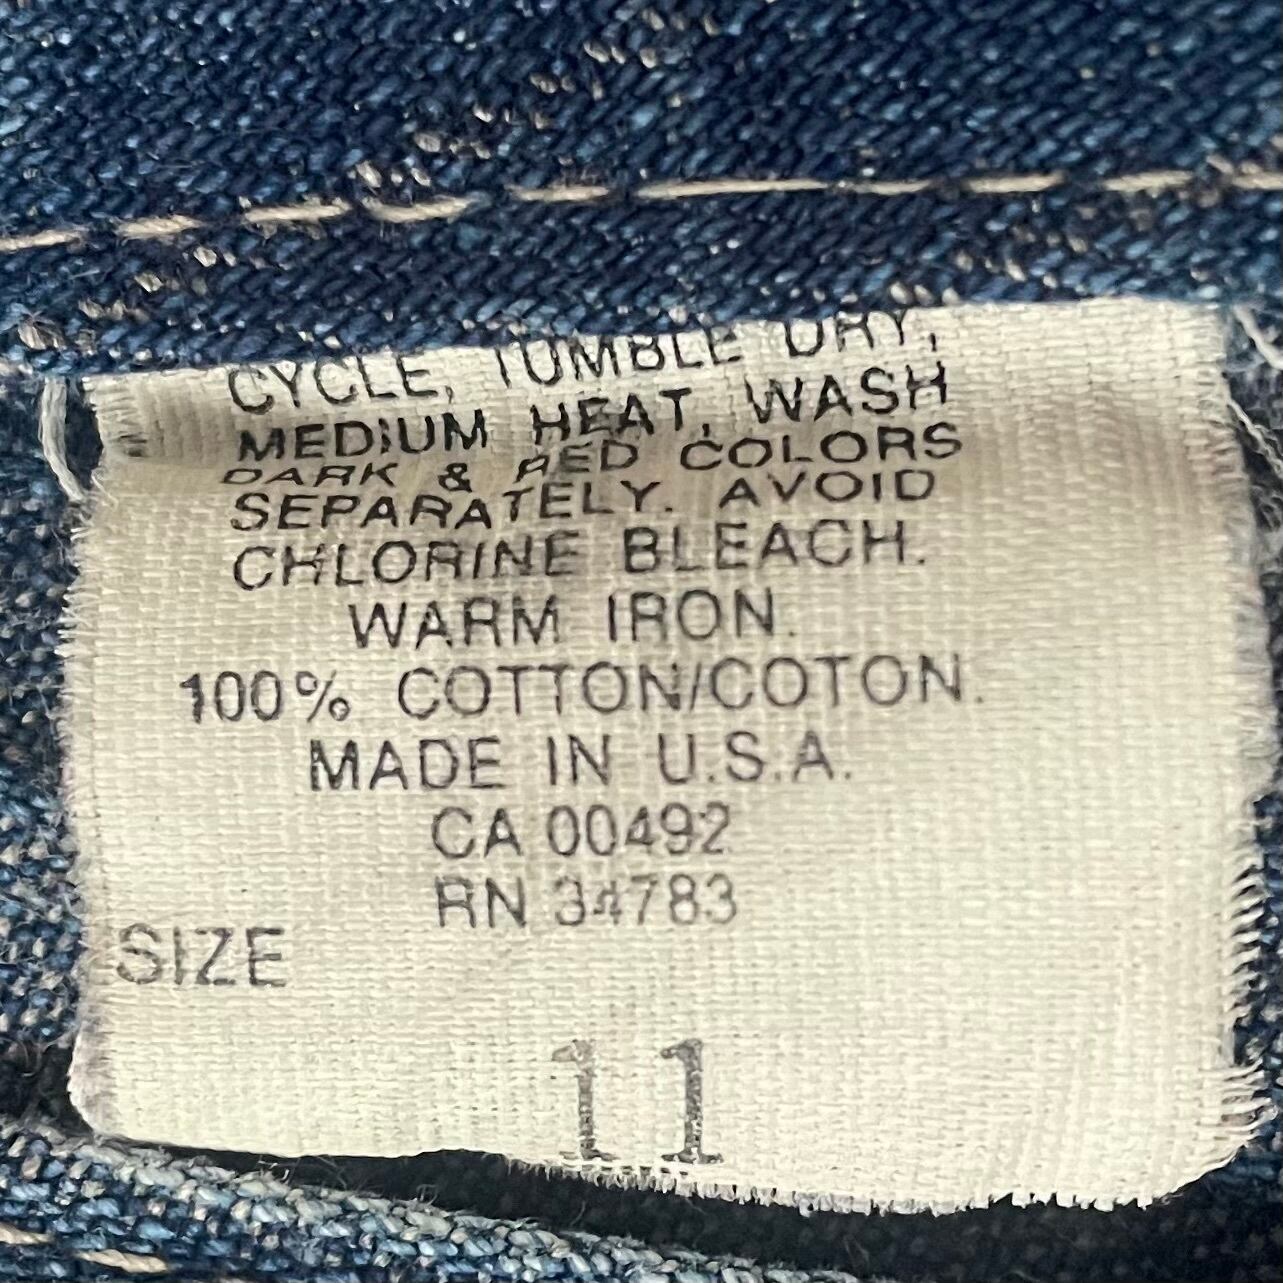 CYCLE, TUMBLE DRY,
MEDIUM HEAT, WASH
DARK & RED COLORS
SEPARATELY. AVOID
CHLORINE BLEACH.
WARM IRON.
100% COTTON/COTON.
MADE IN U.S.A.
CA 00492
RN 34783
SIZE
11